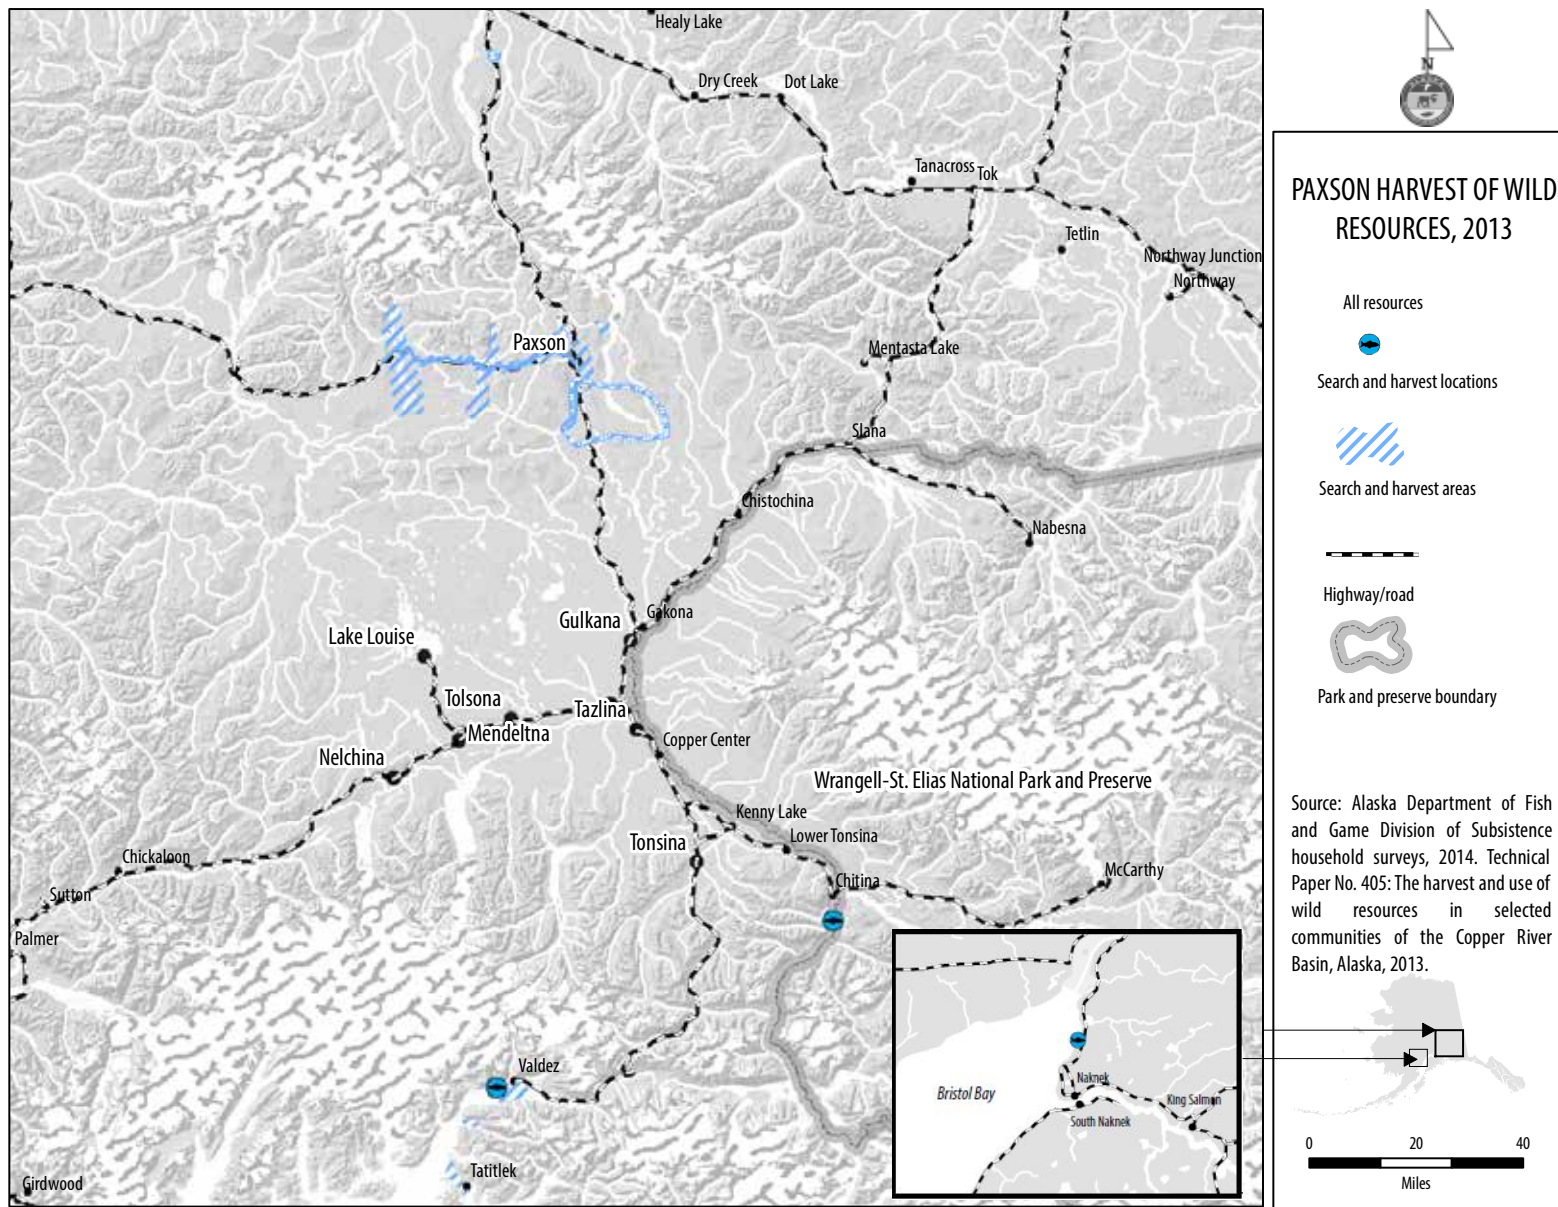 Healy Lake
Dry Creek
Dot Lake
Tanacross
Tok
Tetlin
Northway Junction
Northway
Paxson
Mentasta Lake
Slana
Chistochina
Nabesna
Gulkana
Gakona
Lake Louise
Tolsona
Tazlina
Mendeltna
Copper Center
Nelchina
Wrangell-St. Elias National Park and Preserve
Kenny Lake
Lower Tonsina
Tonsina
Chickaloon
Chitina
McCarthy
Sutton
Palmer
Valdez
Tatitlek
Girdwood
Bristol Bay
Naknek
King Salmon
South Naknek
N
PAXSON HARVEST OF WILD
RESOURCES, 2013
All resources
Search and harvest locations
Search and harvest areas
Highway/road
Park and preserve boundary
Source: Alaska Department of Fish
and Game Division of Subsistence
household surveys, 2014. Technical
Paper No. 405: The harvest and use of
wild resources in selected
communities of the Copper River
Basin, Alaska, 2013.
0 20 40
Miles